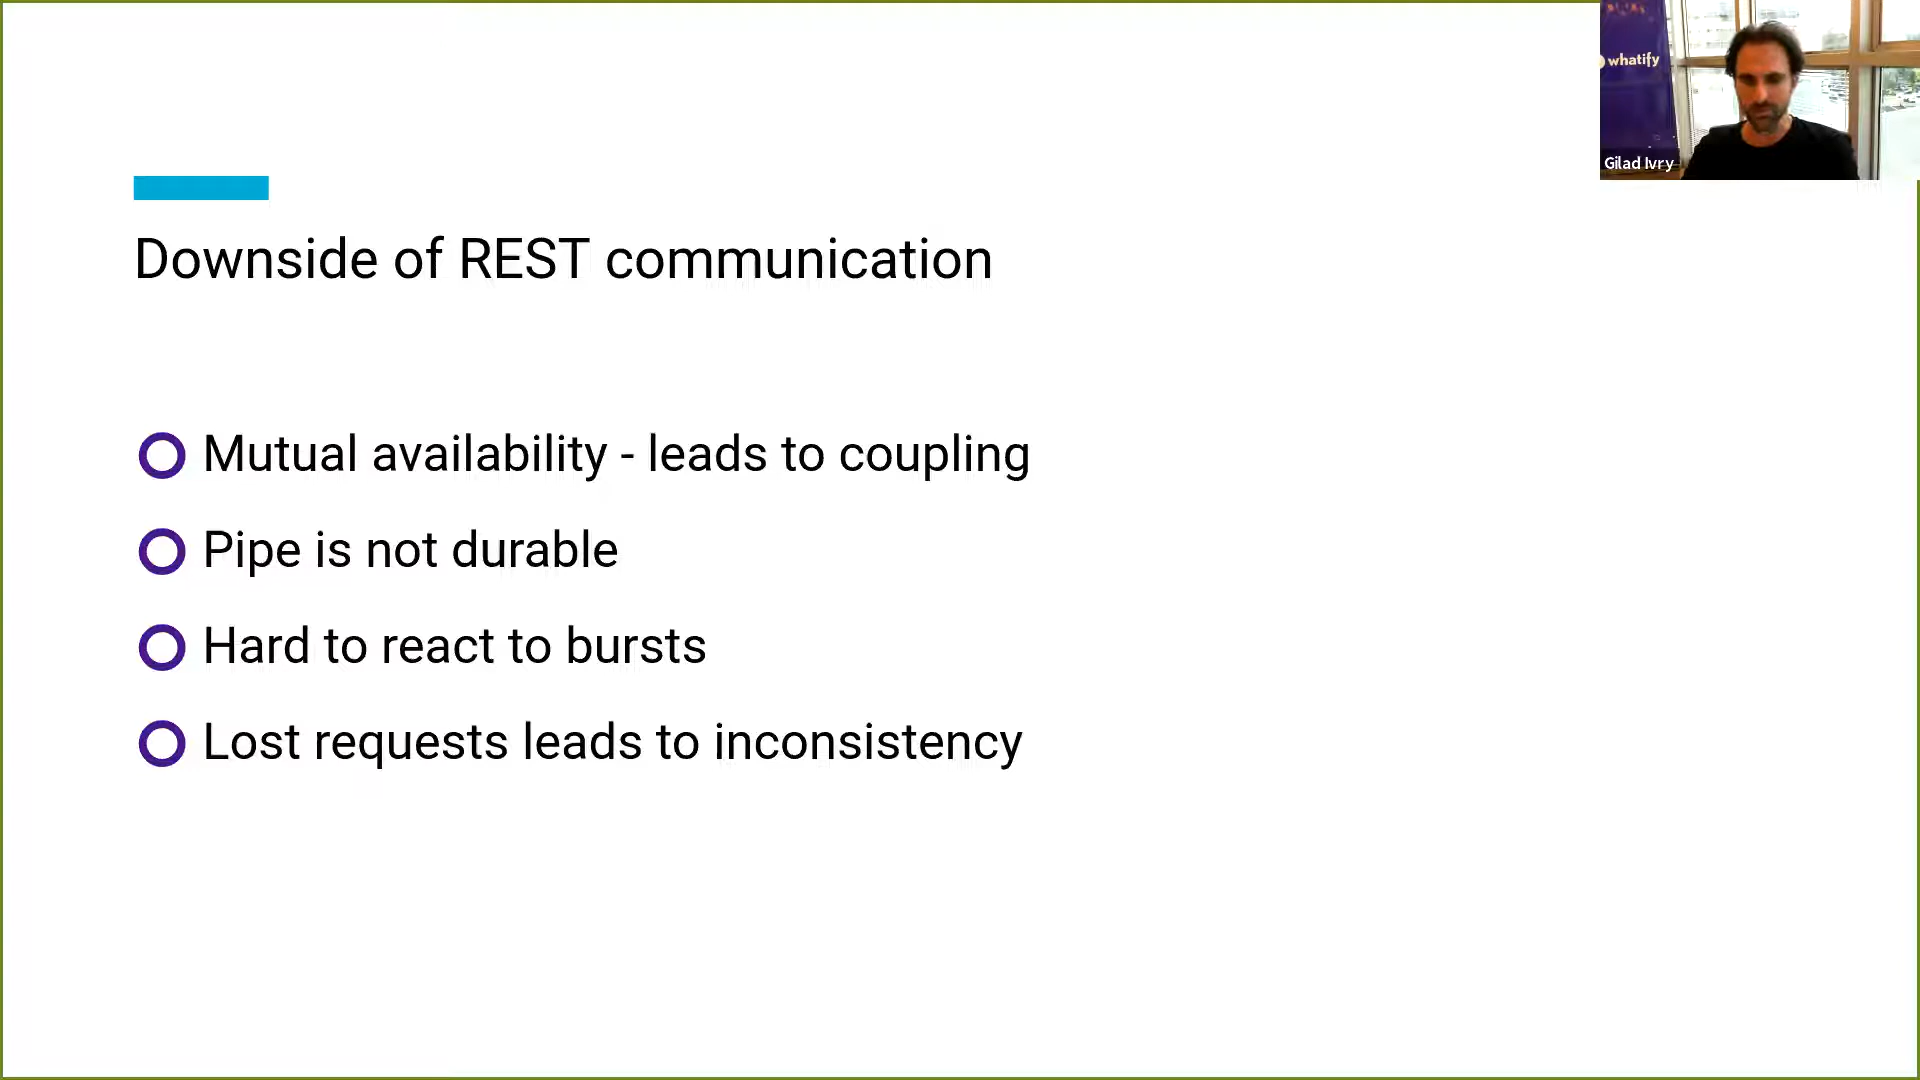 whatify
Gilad Ivry
Downside of REST communication
Mutual availability - leads to coupling
Pipe is not durable
Hard to react to bursts
Lost requests leads to inconsistency